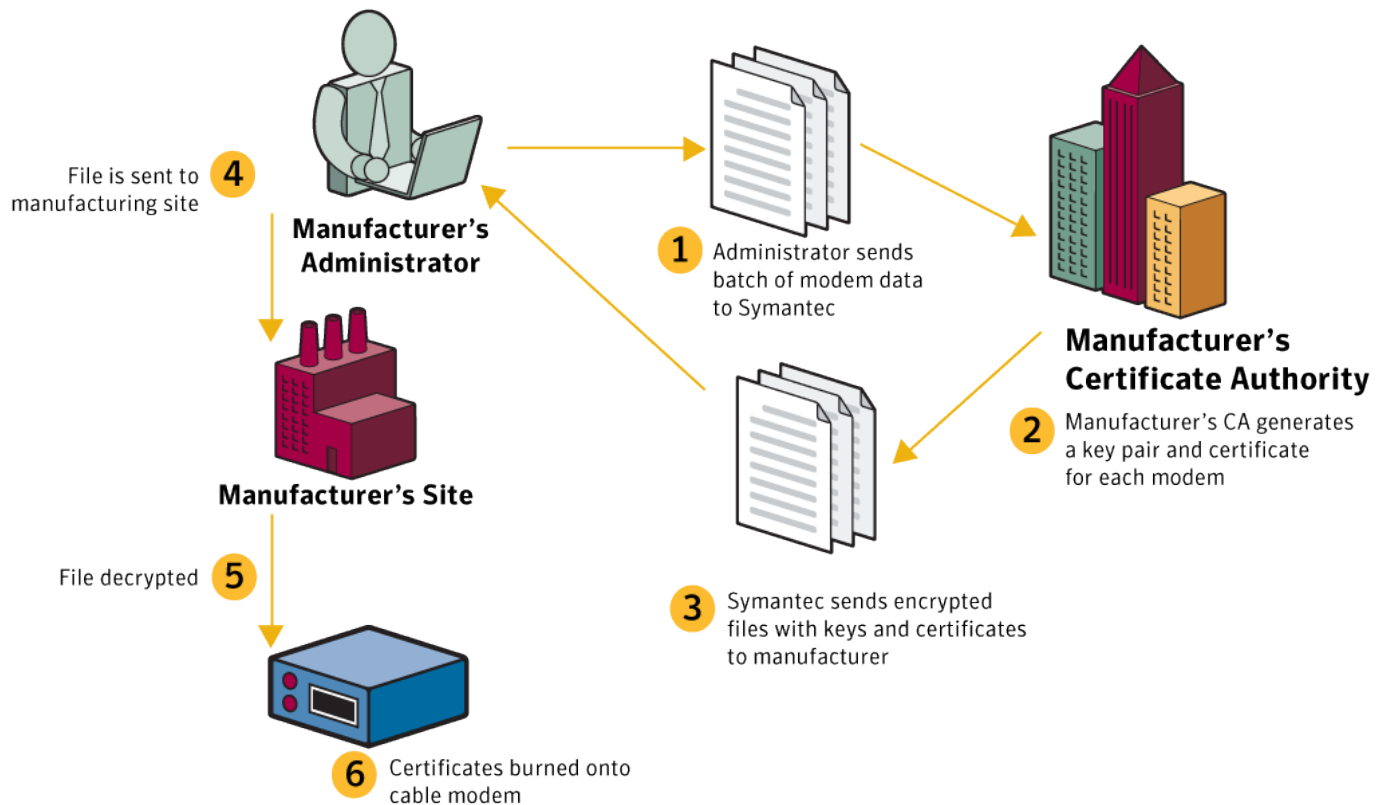 4
File is sent to
manufacturing site
Manufacturer's
Administrator
1
Administrator sends
batch of modem data
to Symantec
Manufacturer's
Certificate Authority
2
Manufacturer's CA generates
a key pair and certificate
for each modem
3
Symantec sends encrypted
files with keys and certificates
to manufacturer
Manufacturer's Site
5
File decrypted
6
Certificates burned onto
cable modem